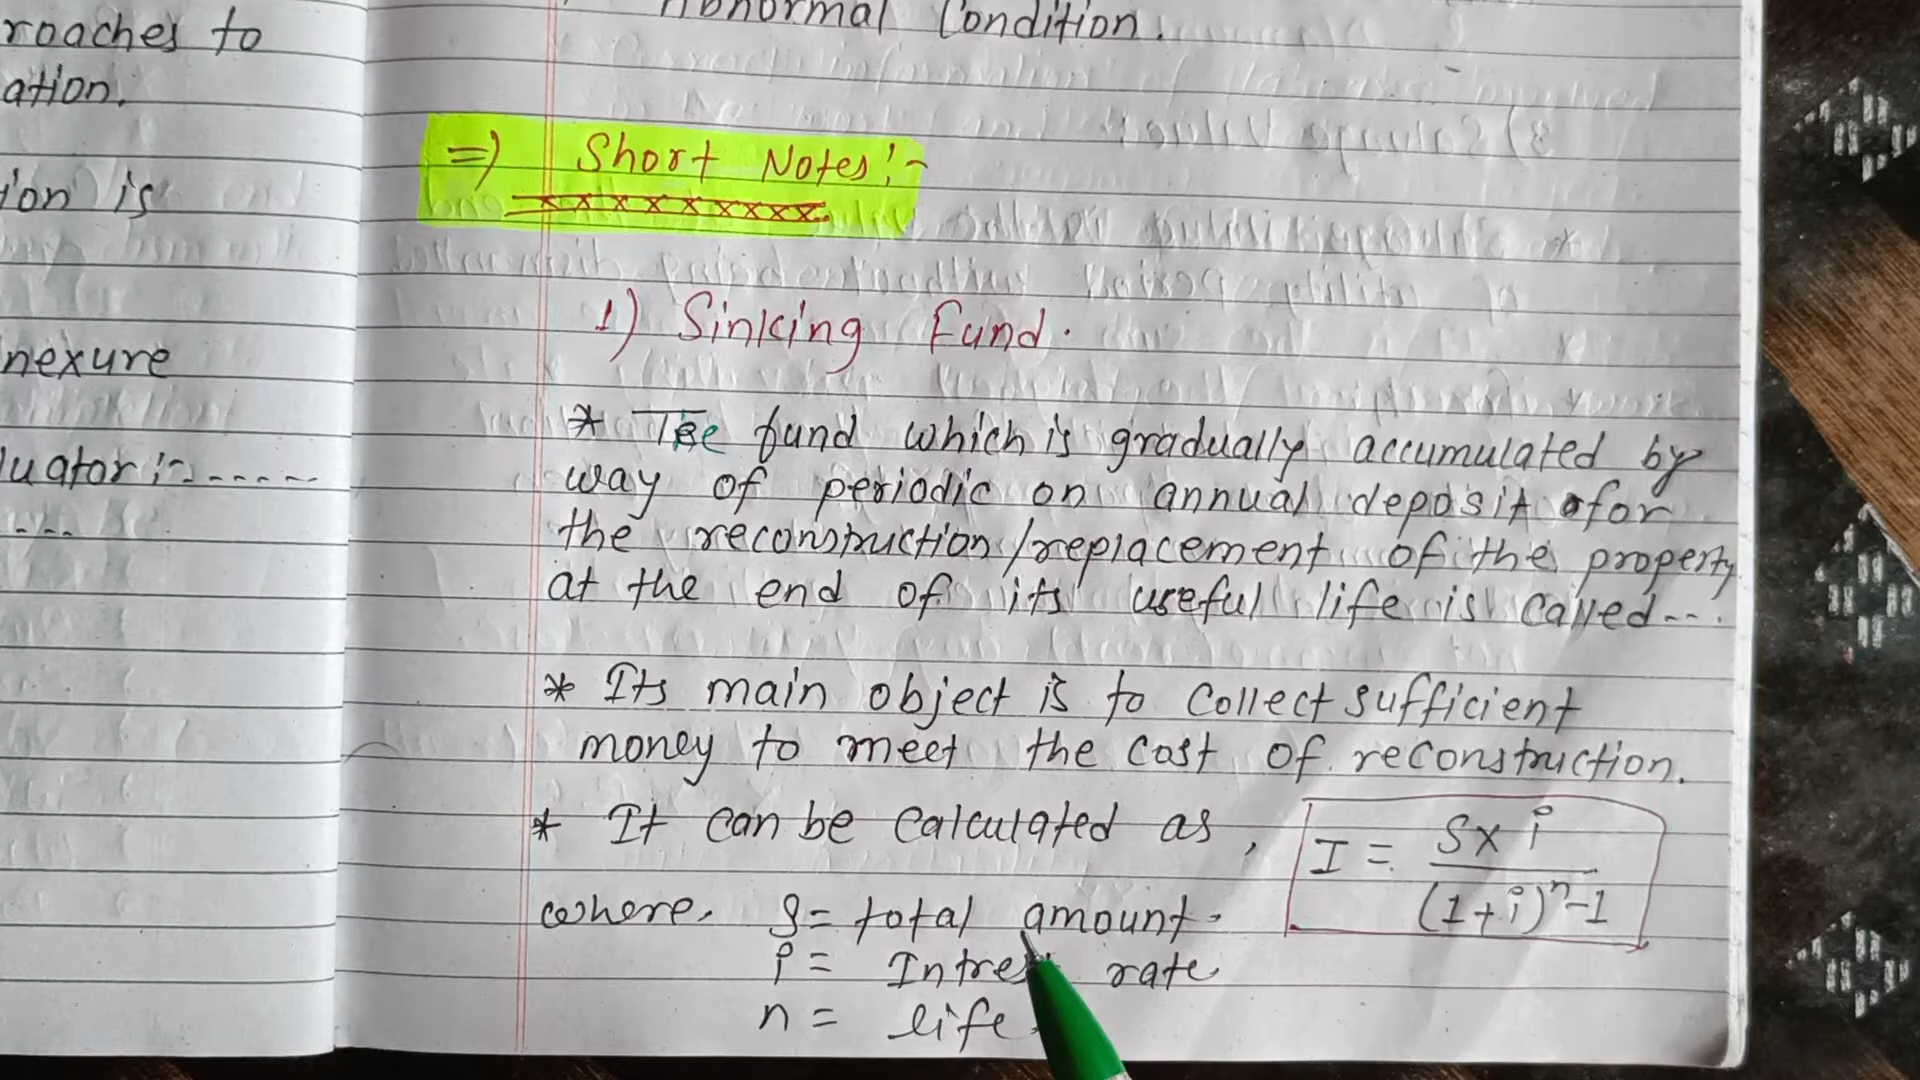 roaches to
ation.
ion is
nexure
luator :- -----
----
Abnormal Condition.
=> Short Notes:-
xxxxxxxxx
1) Sinking Fund.
* The fund which is gradually accumulated by
way of periodic on annual deposit for
the reconstruction/replacement of the property
at the end of its useful life is called---.
* Its main object is to collect sufficient
money to meet the cost of reconstruction.
* It can be calculated as, I = S x i / (1+i)^n-1
where, S = total amount.
i = Intre rate
n = life